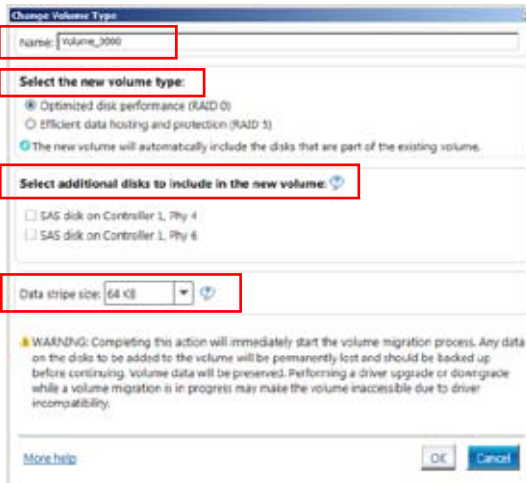 Change Volume Type
Name: Volume_0000
Select the new volume type:
Optimized disk performance (RAID 0)
Efficient data hosting and protection (RAID 5)
The new volume will automatically include the disks that are part of the existing volume.
Select additional disks to include in the new volume: ?
SAS disk on Controller 1, Phy 4
SAS disk on Controller 1, Phy 6
Data stripe size: 64 KB ?
WARNING: Completing this action will immediately start the volume migration process. Any data
on the disks to be added to the volume will be permanently lost and should be backed up
before continuing. Volume data will be preserved. Performing a driver upgrade or downgrade
while a volume migration is in progress may make the volume inaccessible due to driver
incompatibility.
More help
OK
Cancel